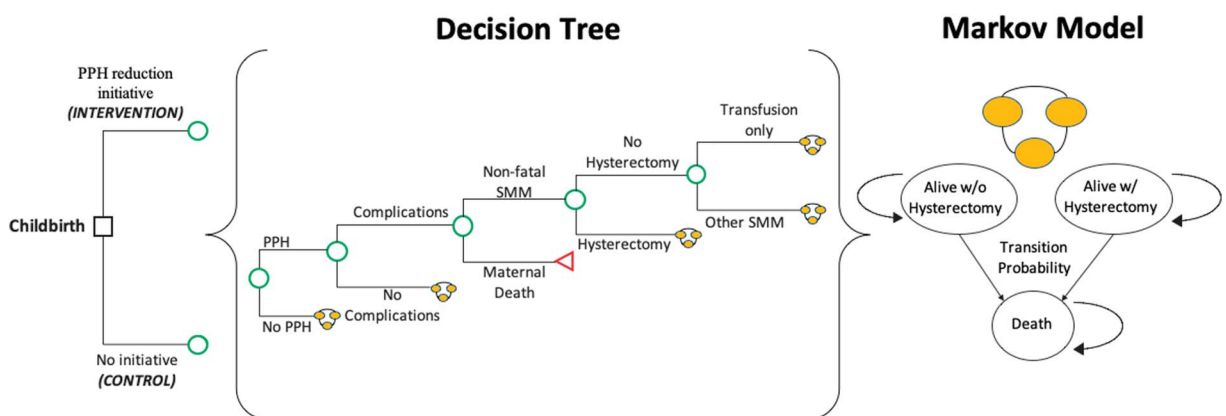 Decision Tree
Markov Model
PPH reduction
initiative
(INTERVENTION)
Childbirth
No initiative
(CONTROL)
PPH
No PPH
Complications
No
Complications
Non-fatal
SMM
Maternal
Death
No
Hysterectomy
Hysterectomy
Transfusion
only
Other SMM
Alive w/o
Hysterectomy
Alive w/
Hysterectomy
Transition
Probability
Death